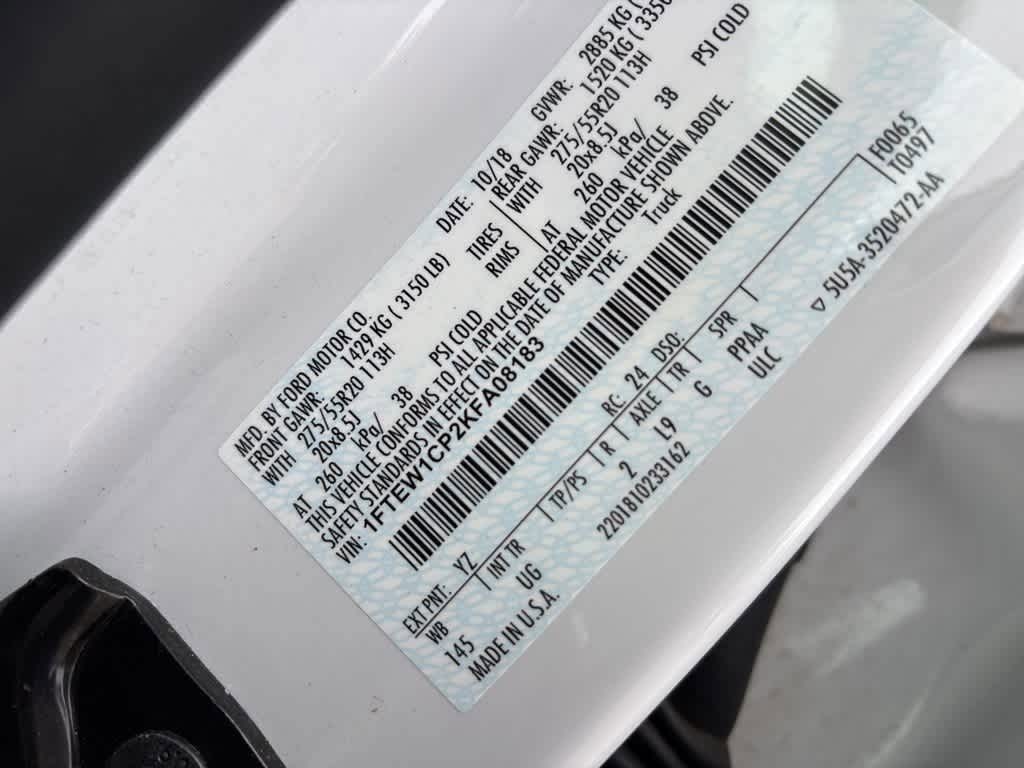 MFD. BY FORD MOTOR CO.
DATE: 10/18 GVWR: 2885 KG (
FRONT GAWR: 1429 KG ( 3150 LB) REAR GAWR: 1520 KG ( 335
WITH 275/55R20 113H TIRES WITH 275/55R20 113H
20x8.5J RIMS 20x8.5J
AT 260 kPa/ 38 PSI COLD AT 260 kPa/ 38 PSI COLD
THIS VEHICLE CONFORMS TO ALL APPLICABLE FEDERAL MOTOR VEHICLE
SAFETY STANDARDS IN EFFECT ON THE DATE OF MANUFACTURE SHOWN ABOVE.
VIN: 1FTEW1CP2KFA08183 TYPE: Truck
F0065
T0497
EXT PNT: YZ RC: 24 DSO:
WB INT TR TP/PS R AXLE TR SPR
145 UG 2 L9 G PPAA
MADE IN U.S.A. 2201810233162 ULC ▽ 5U5A-3520472-AA